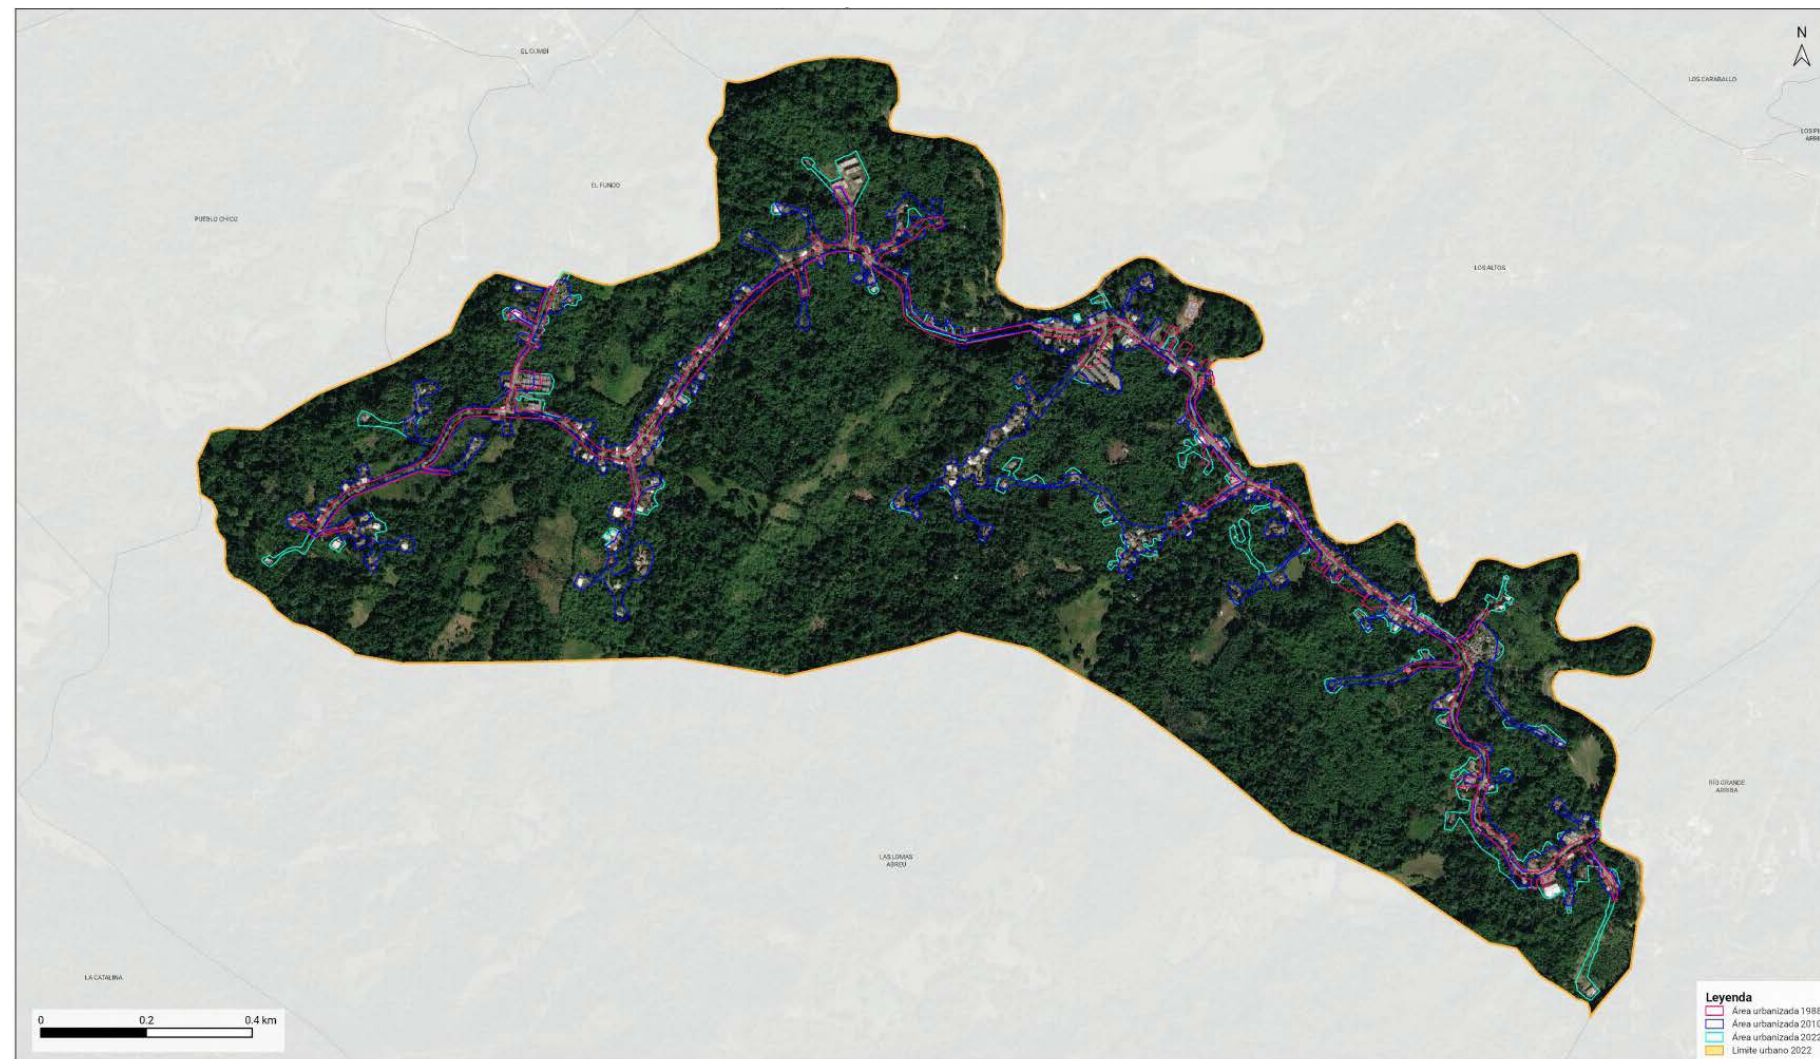 N
EL CUMBÍ
LOS CARABALLO
EL FUNDO
PUEBLO CHICO
LOS ALTOS
RÍO GRANDE
ARRIBA
LAS LOMAS
ABREU
LA CATALINA
0 0.2 0.4 km
Leyenda
Área urbanizada 1988
Área urbanizada 2010
Área urbanizada 2022
Límite urbano 2022